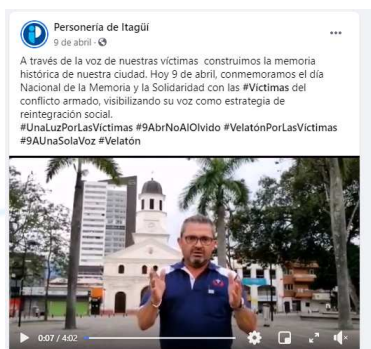 Personería de Itagüí
9 de abril ·
A través de la voz de nuestras víctimas construimos la memoria
histórica de nuestra ciudad. Hoy 9 de abril, conmemoramos el día
Nacional de la Memoria y la Solidaridad con las #Víctimas del
conflicto armado, visibilizando su voz como estrategia de
reintegración social.
#UnaLuzPorLasVíctimas #9AbrNoAlOlvido #VelatónPorLasVíctimas
#9AUnaSolaVoz #Velatón
0:07 / 4:02